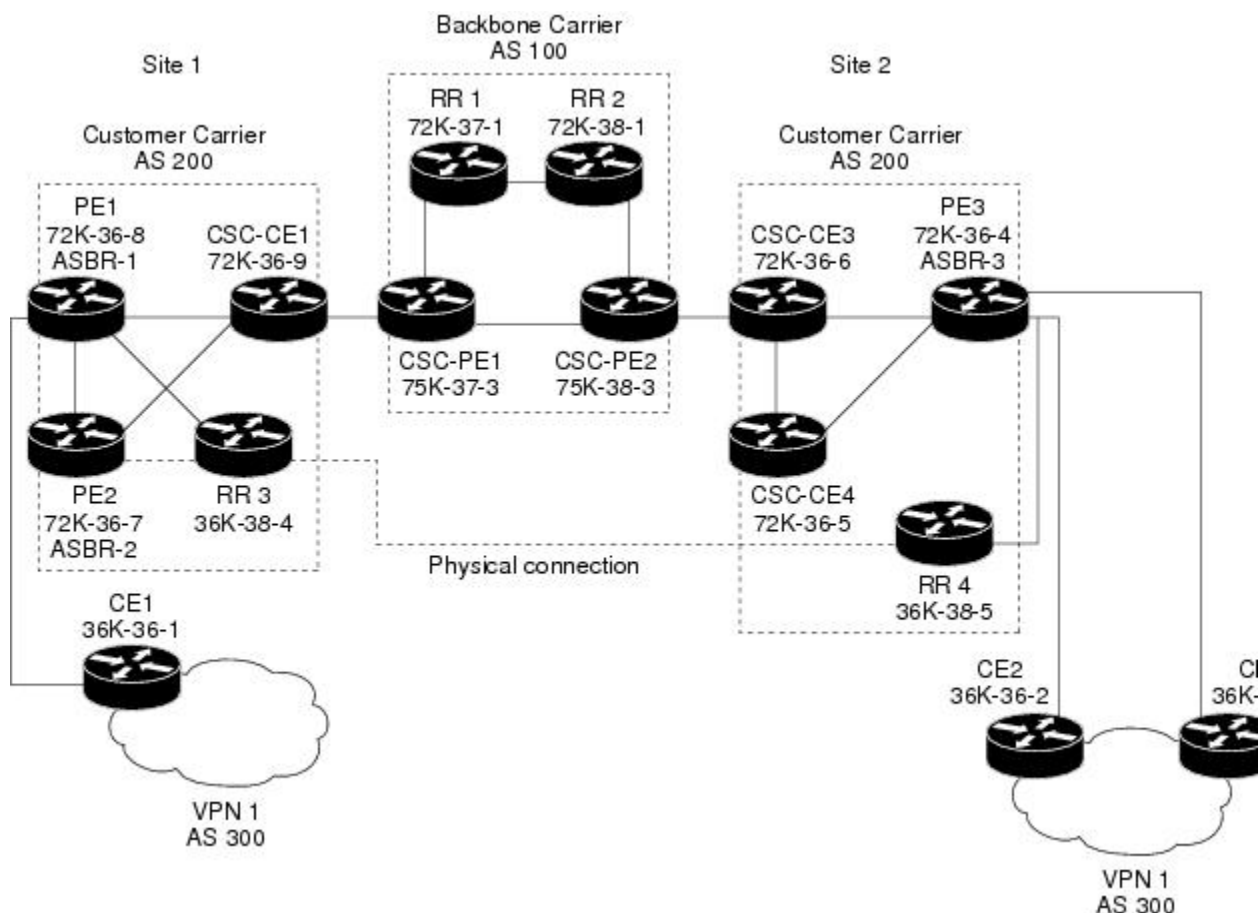 Backbone Carrier
AS 100
Site 1
Site 2
RR 1
72K-37-1
RR 2
72K-38-1
Customer Carrier
AS 200
Customer Carrier
AS 200
PE1
72K-36-8
ASBR-1
CSC-CE1
72K-36-9
CSC-CE3
72K-36-6
PE3
72K-36-4
ASBR-3
CSC-PE1
75K-37-3
CSC-PE2
75K-38-3
PE2
72K-36-7
ASBR-2
RR 3
36K-38-4
CSC-CE4
72K-36-5
Physical connection
RR 4
36K-38-5
CE1
36K-36-1
CE2
36K-36-2
36K-
VPN 1
AS 300
VPN 1
AS 300